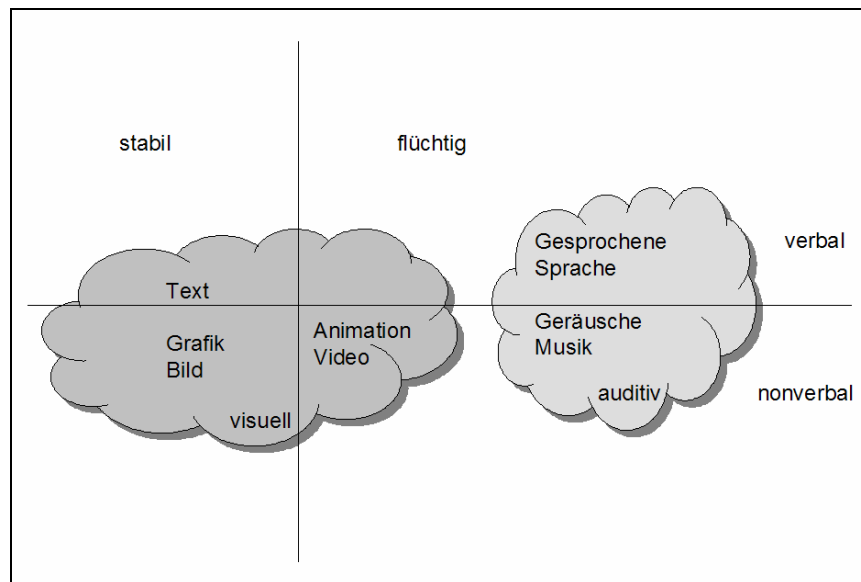 stabil
flüchtig
Gesprochene
Sprache
verbal
Text
Grafik
Bild
Animation
Video
Geräusche
Musik
visuell
auditiv
nonverbal